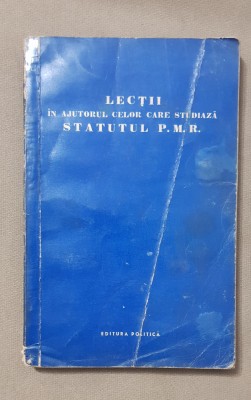 LECȚII
ÎN AJUTORUL CELOR CARE STUDIAZĂ
STATUTUL P.M.R.
EDITURA POLITICĂ